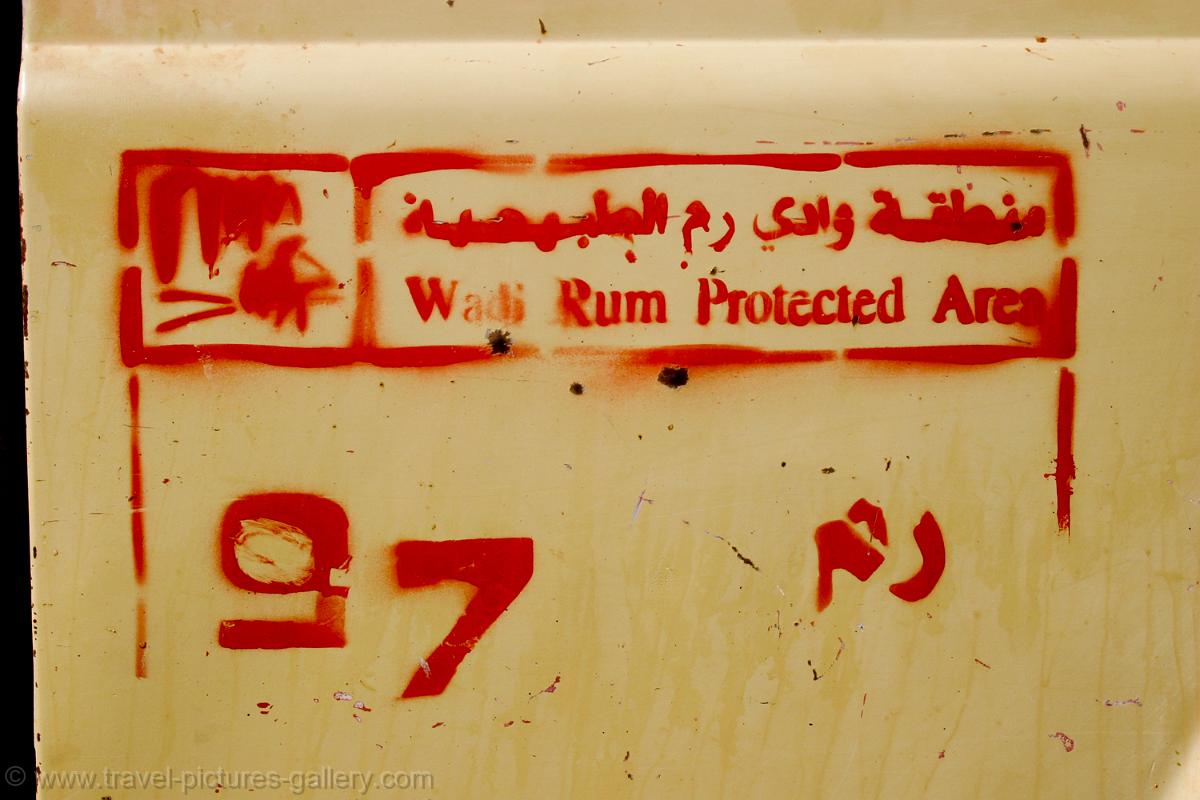 منطقة وادي رم الطبيعية
Wadi Rum Protected Area
رم
97
© www.travel-pictures-gallery.com